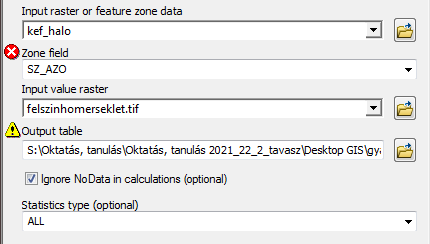 Input raster or feature zone data
kef_halo
Zone field
SZ_AZO
Input value raster
felszinhomerseklet.tif
Output table
S:\Oktatás, tanulás\Oktatás, tanulás 2021_22_2_tavasz\Desktop GIS\gya
Ignore NoData in calculations (optional)
Statistics type (optional)
ALL